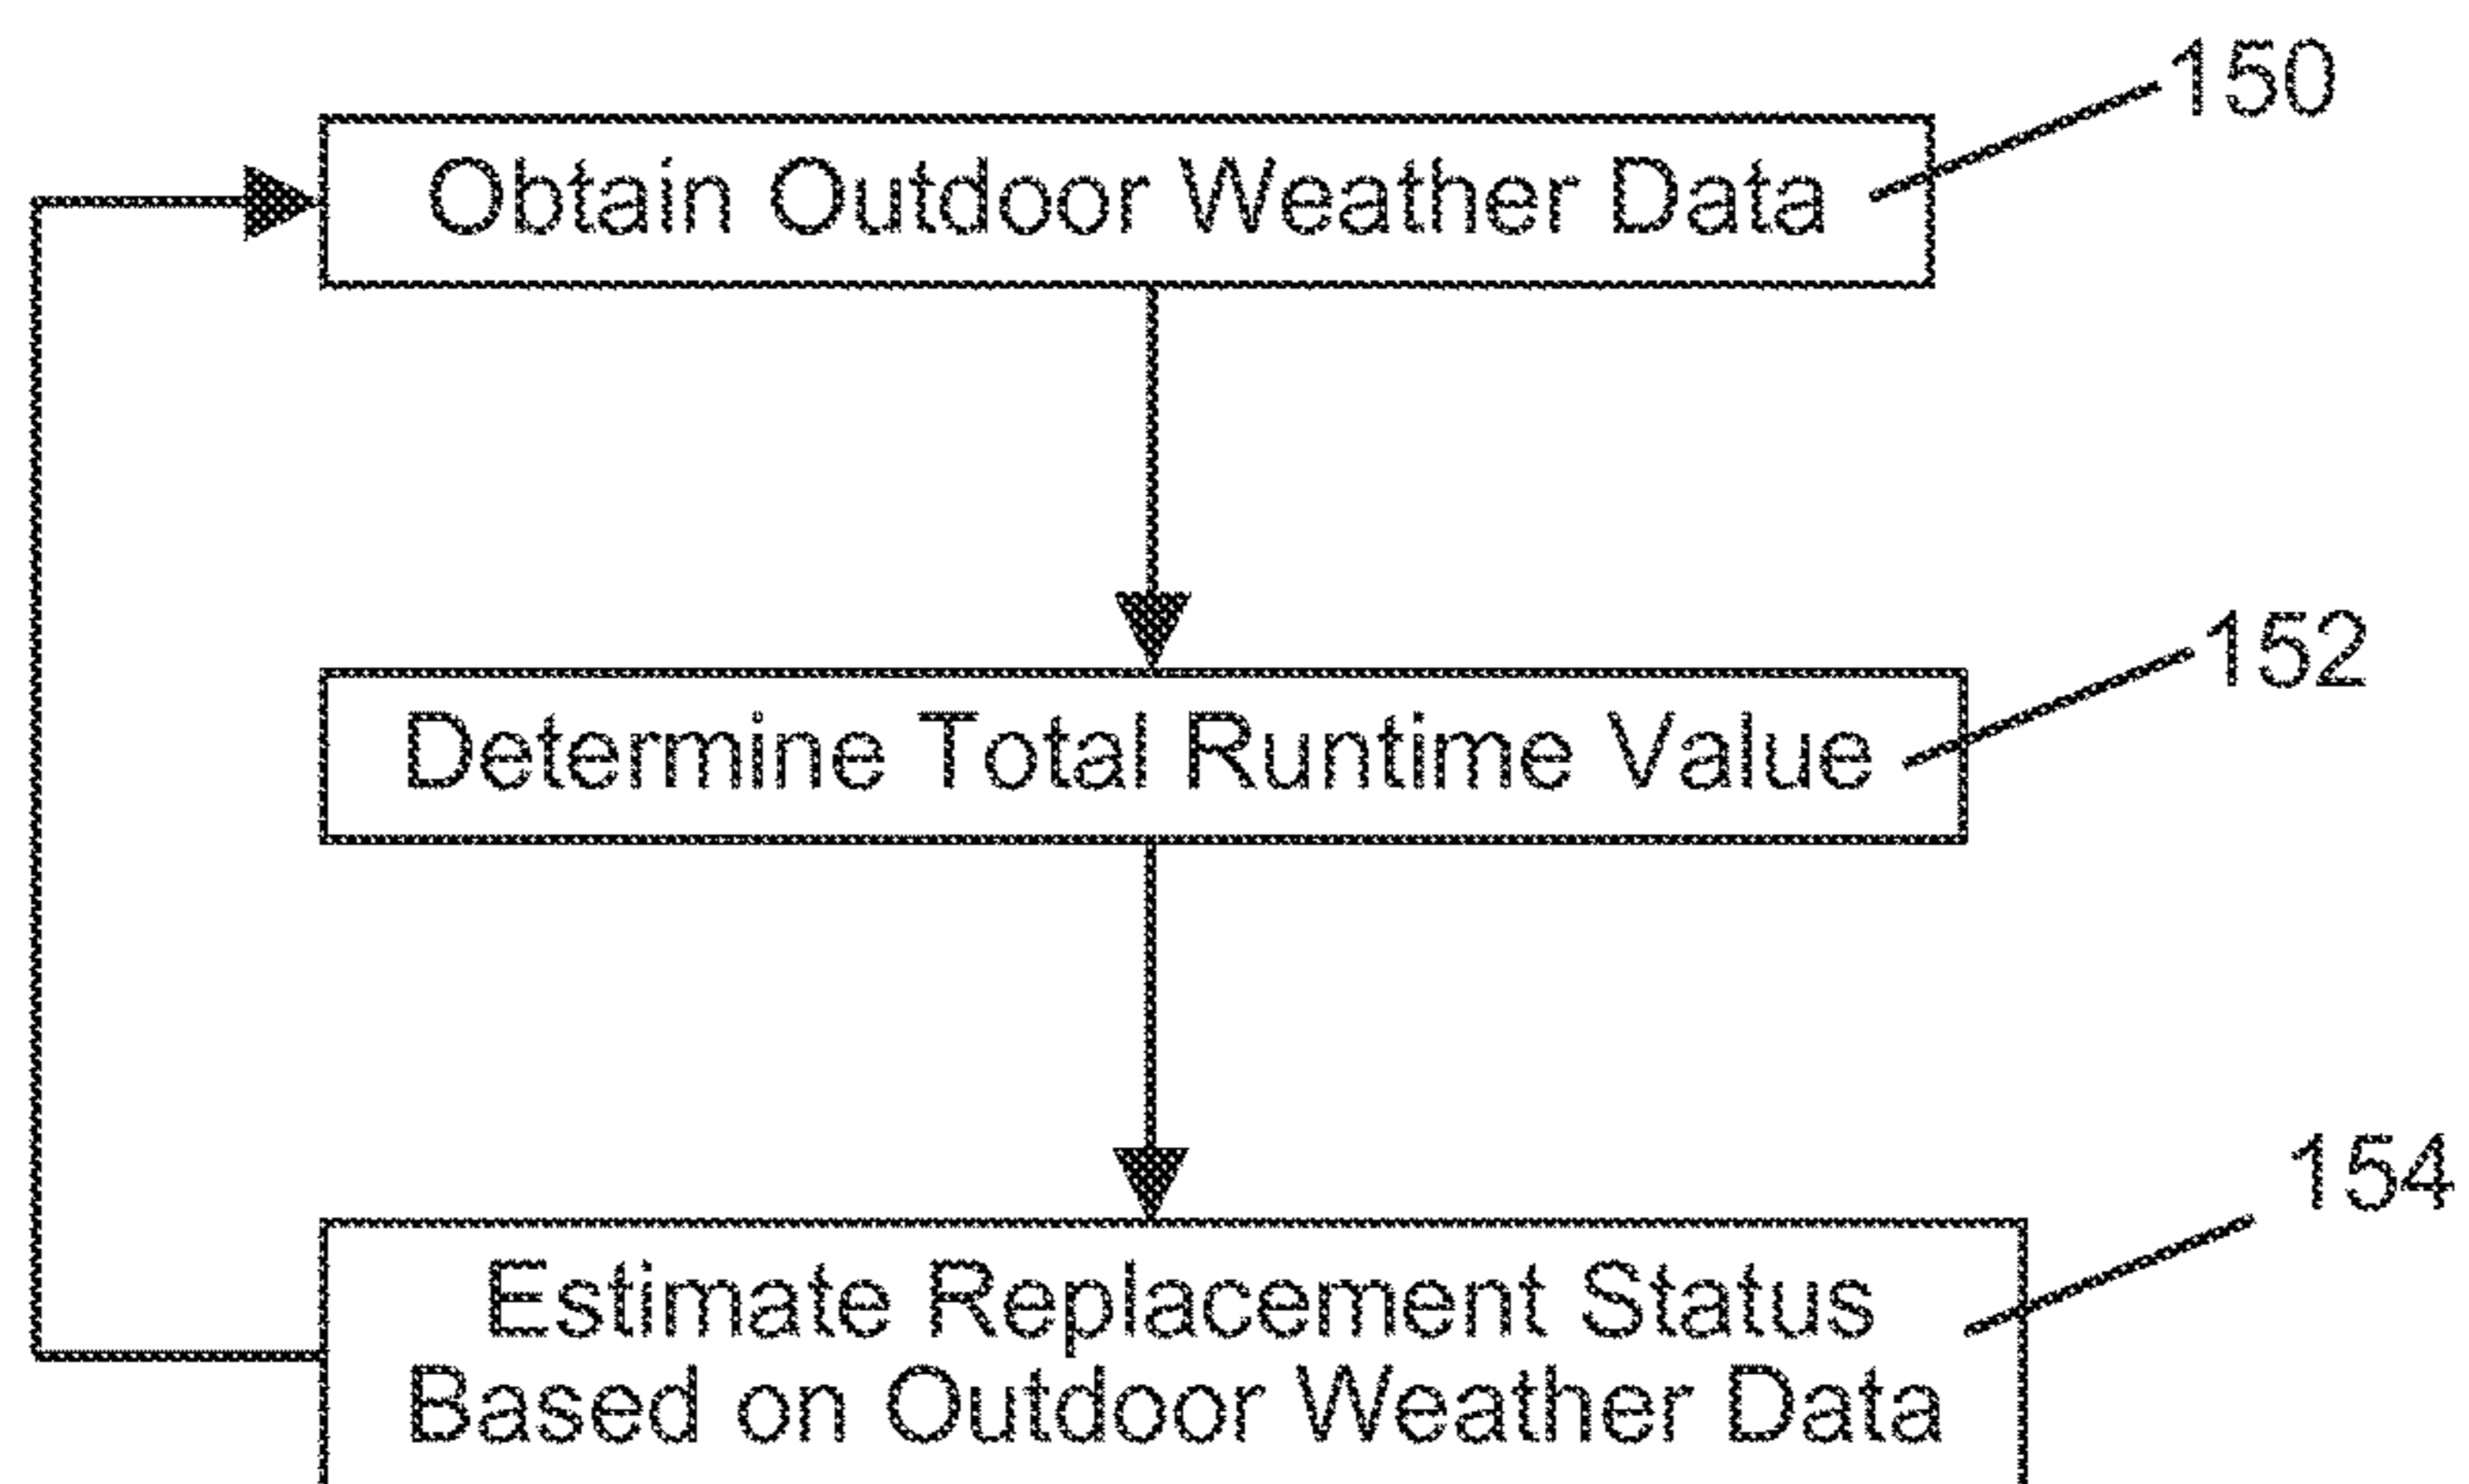 150
Obtain Outdoor Weather Data
152
Determine Total Runtime Value
154
Estimate Replacement Status
Based on Outdoor Weather Data